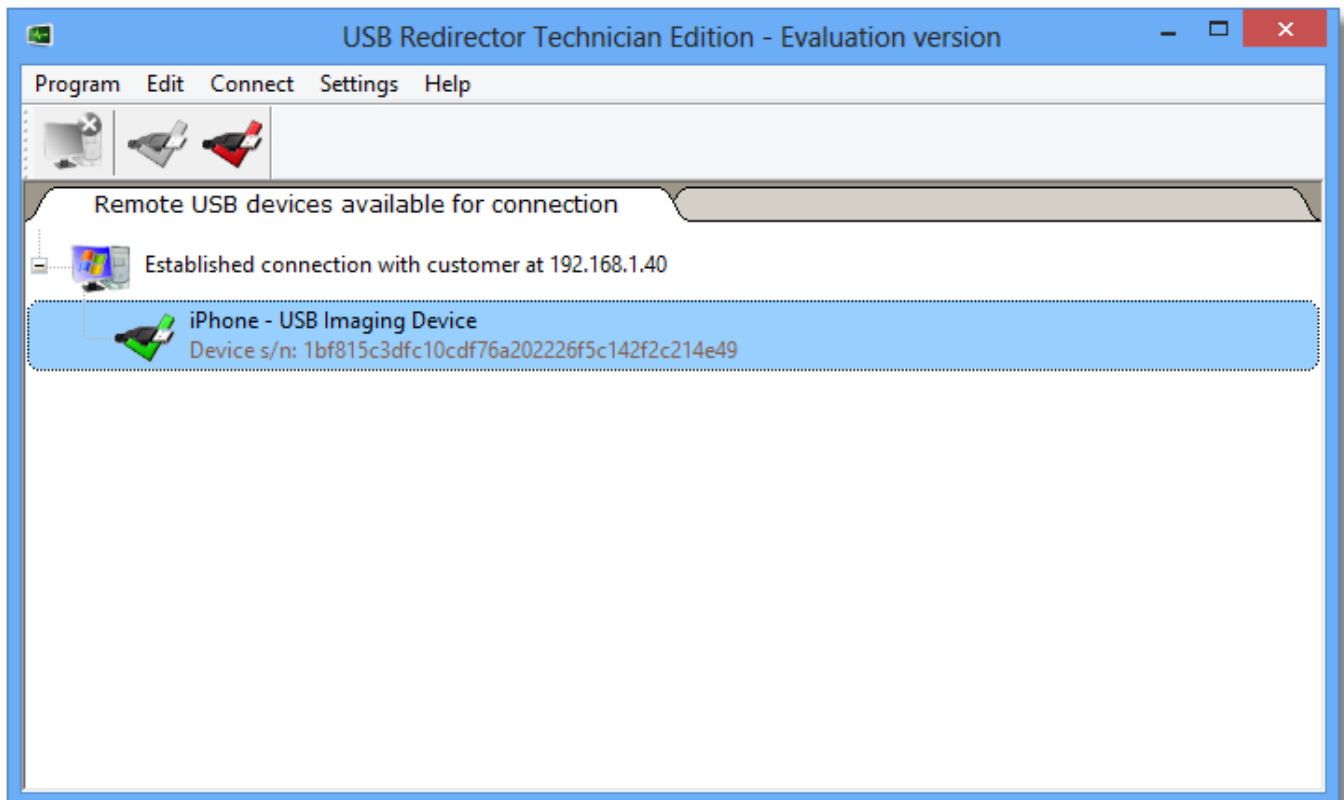 USB Redirector Technician Edition - Evaluation version
Program Edit Connect Settings Help
Remote USB devices available for connection
Established connection with customer at 192.168.1.40
iPhone - USB Imaging Device
Device s/n: 1bf815c3dfc10cdf76a202226f5c142f2c214e49